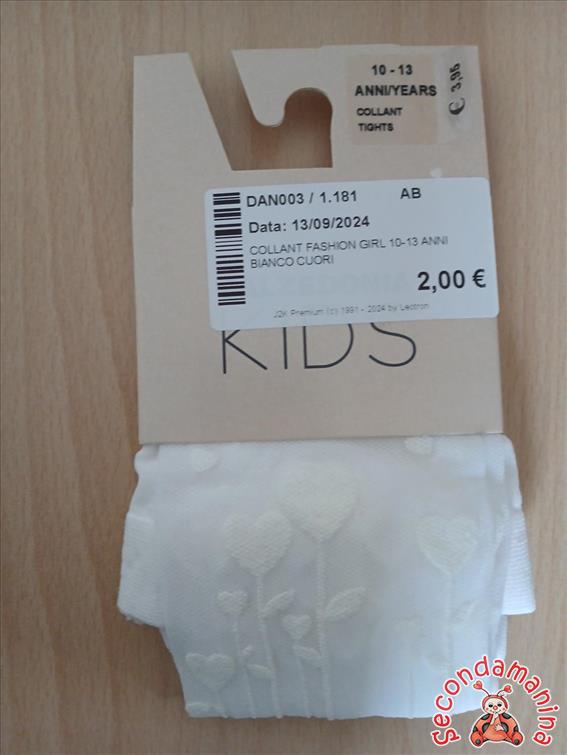 10 - 13
ANNI/YEARS
COLLANT
TIGHTS
€ 3,95
DAN003 / 1.181 AB
Data: 13/09/2024
COLLANT FASHION GIRL 10-13 ANNI
BIANCO CUORI
2,00 €
J2K Premium (c) 1991 - 2024 by Leotron
KIDS
Secondamanina